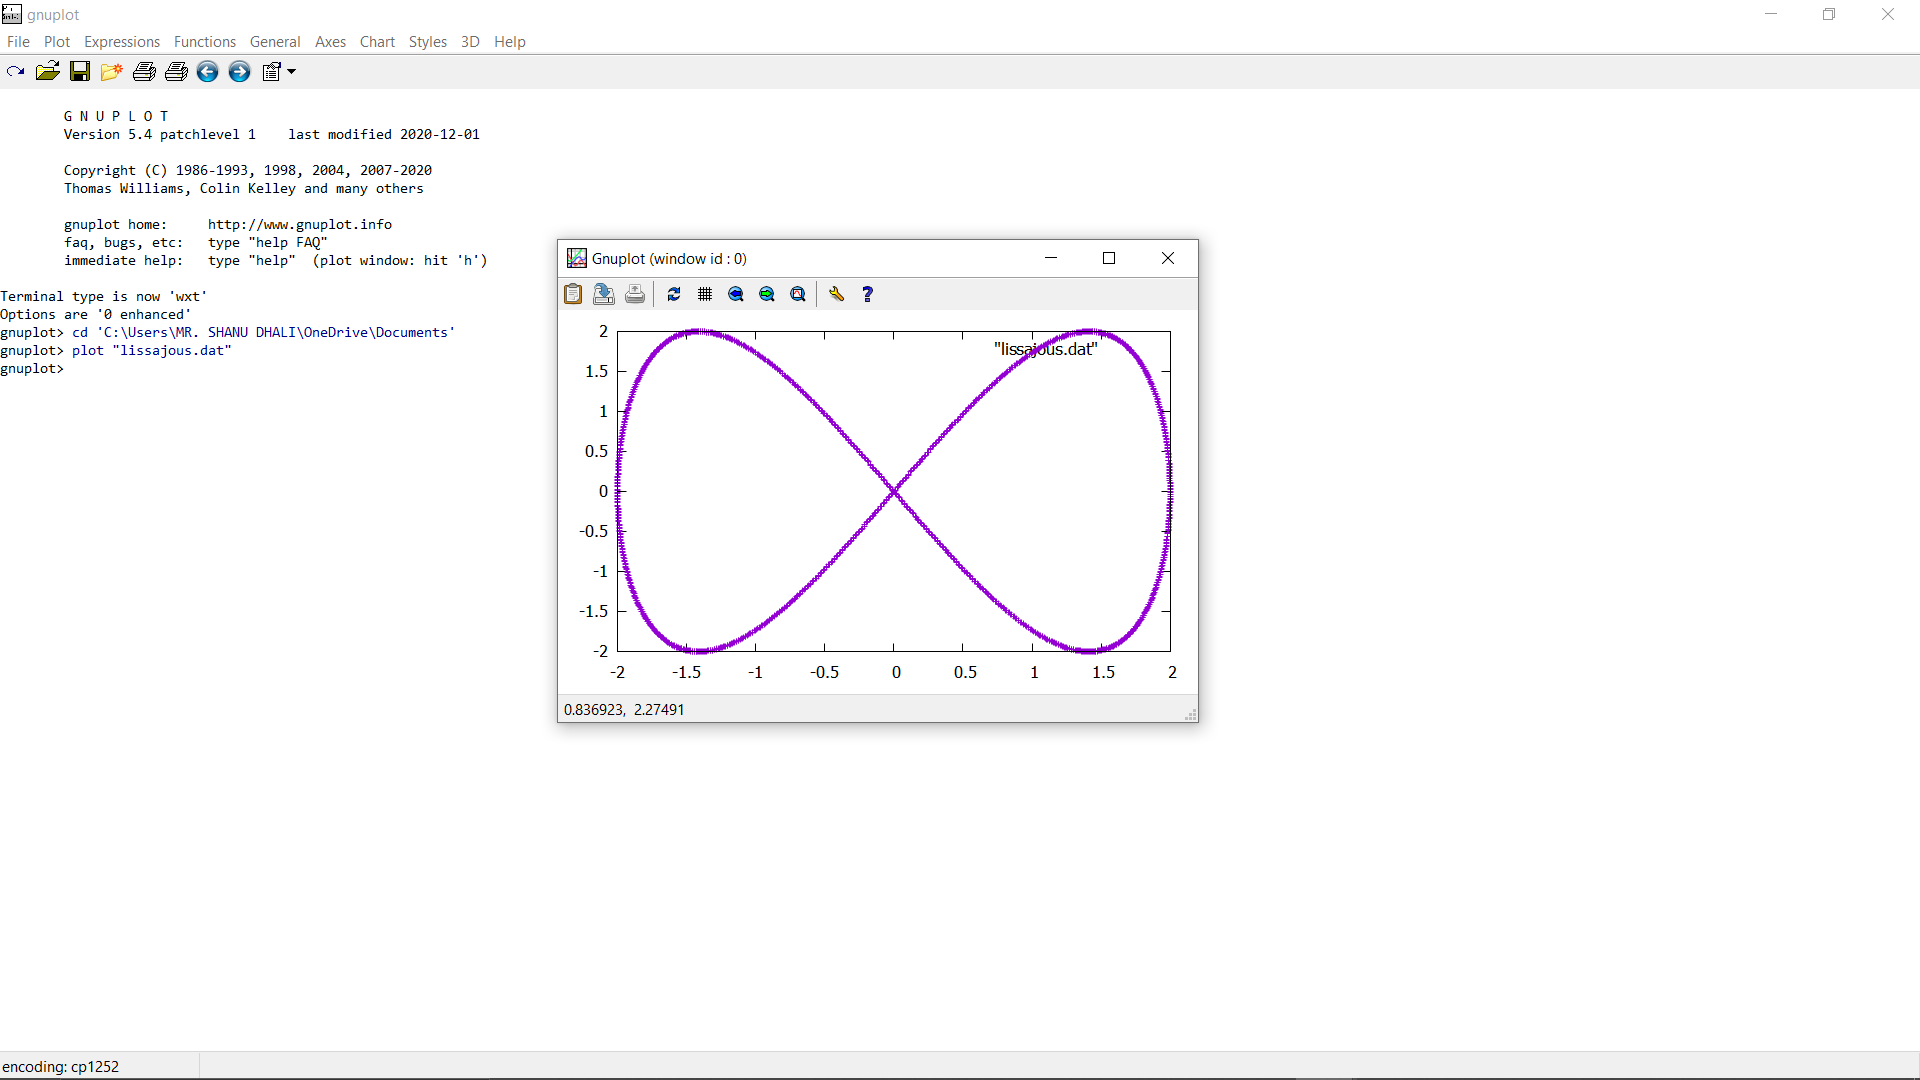 gnuplot
File Plot Expressions Functions General Axes Chart Styles 3D Help
G N U P L O T
Version 5.4 patchlevel 1 last modified 2020-12-01
Copyright (C) 1986-1993, 1998, 2004, 2007-2020
Thomas Williams, Colin Kelley and many others
gnuplot home: http://www.gnuplot.info
faq, bugs, etc: type "help FAQ"
immediate help: type "help" (plot window: hit 'h')
Terminal type is now 'wxt'
Options are '0 enhanced'
gnuplot> cd 'C:\Users\MR. SHANU DHALI\OneDrive\Documents'
gnuplot> plot "lissajous.dat"
gnuplot>
Gnuplot (window id : 0)
"lissajous.dat"
2
1.5
1
0.5
0
-0.5
-1
-1.5
-2
-2 -1.5 -1 -0.5 0 0.5 1 1.5 2
0.836923, 2.27491
encoding: cp1252